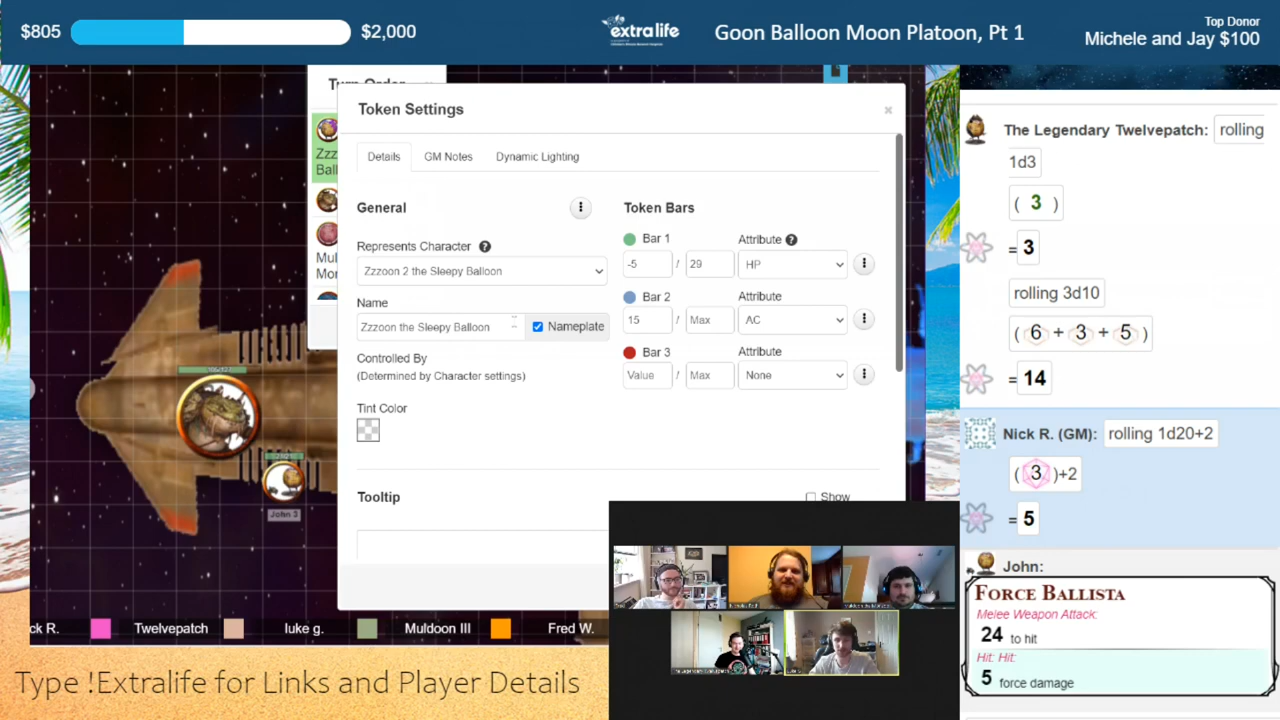 $805
$2,000
extralife
Goon Balloon Moon Platoon, Pt 1
Top Donor
Michele and Jay $100
Turn Order
Token Settings
×
Details
GM Notes
Dynamic Lighting
General
Token Bars
Represents Character ?
Zzzoon 2 the Sleepy Balloon
Name
Zzzoon the Sleepy Balloon
Nameplate
Controlled By
(Determined by Character settings)
Tint Color
Bar 1
Attribute ?
-5 / 29
HP
Bar 2
Attribute
15 / Max
AC
Bar 3
Attribute
Value / Max
None
Tooltip
Show
Zzz
Ball
Mul
Mor
John 3
ck R.
Twelvepatch
luke g.
Muldoon III
Fred W.
Type !Extralife for Links and Player Details
The Legendary Twelvepatch: rolling
1d3
( 3 )
= 3
rolling 3d10
( 6 + 3 + 5 )
= 14
Nick R. (GM): rolling 1d20+2
( 3 )+2
= 5
John:
FORCE BALLISTA
Melee Weapon Attack:
24 to hit
Hit: Hit:
5 force damage